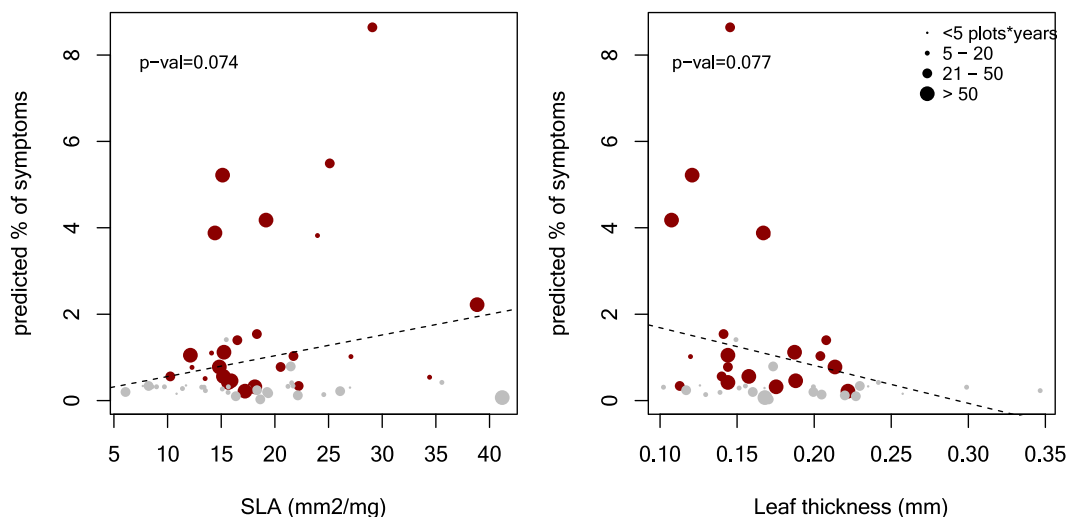 p−val=0.074
predicted % of symptoms
0 2 4 6 8
5 10 15 20 25 30 35 40
SLA (mm2/mg)
p−val=0.077
<5 plots*years
5 − 20
21 − 50
> 50
predicted % of symptoms
0 2 4 6 8
0.10 0.15 0.20 0.25 0.30 0.35
Leaf thickness (mm)